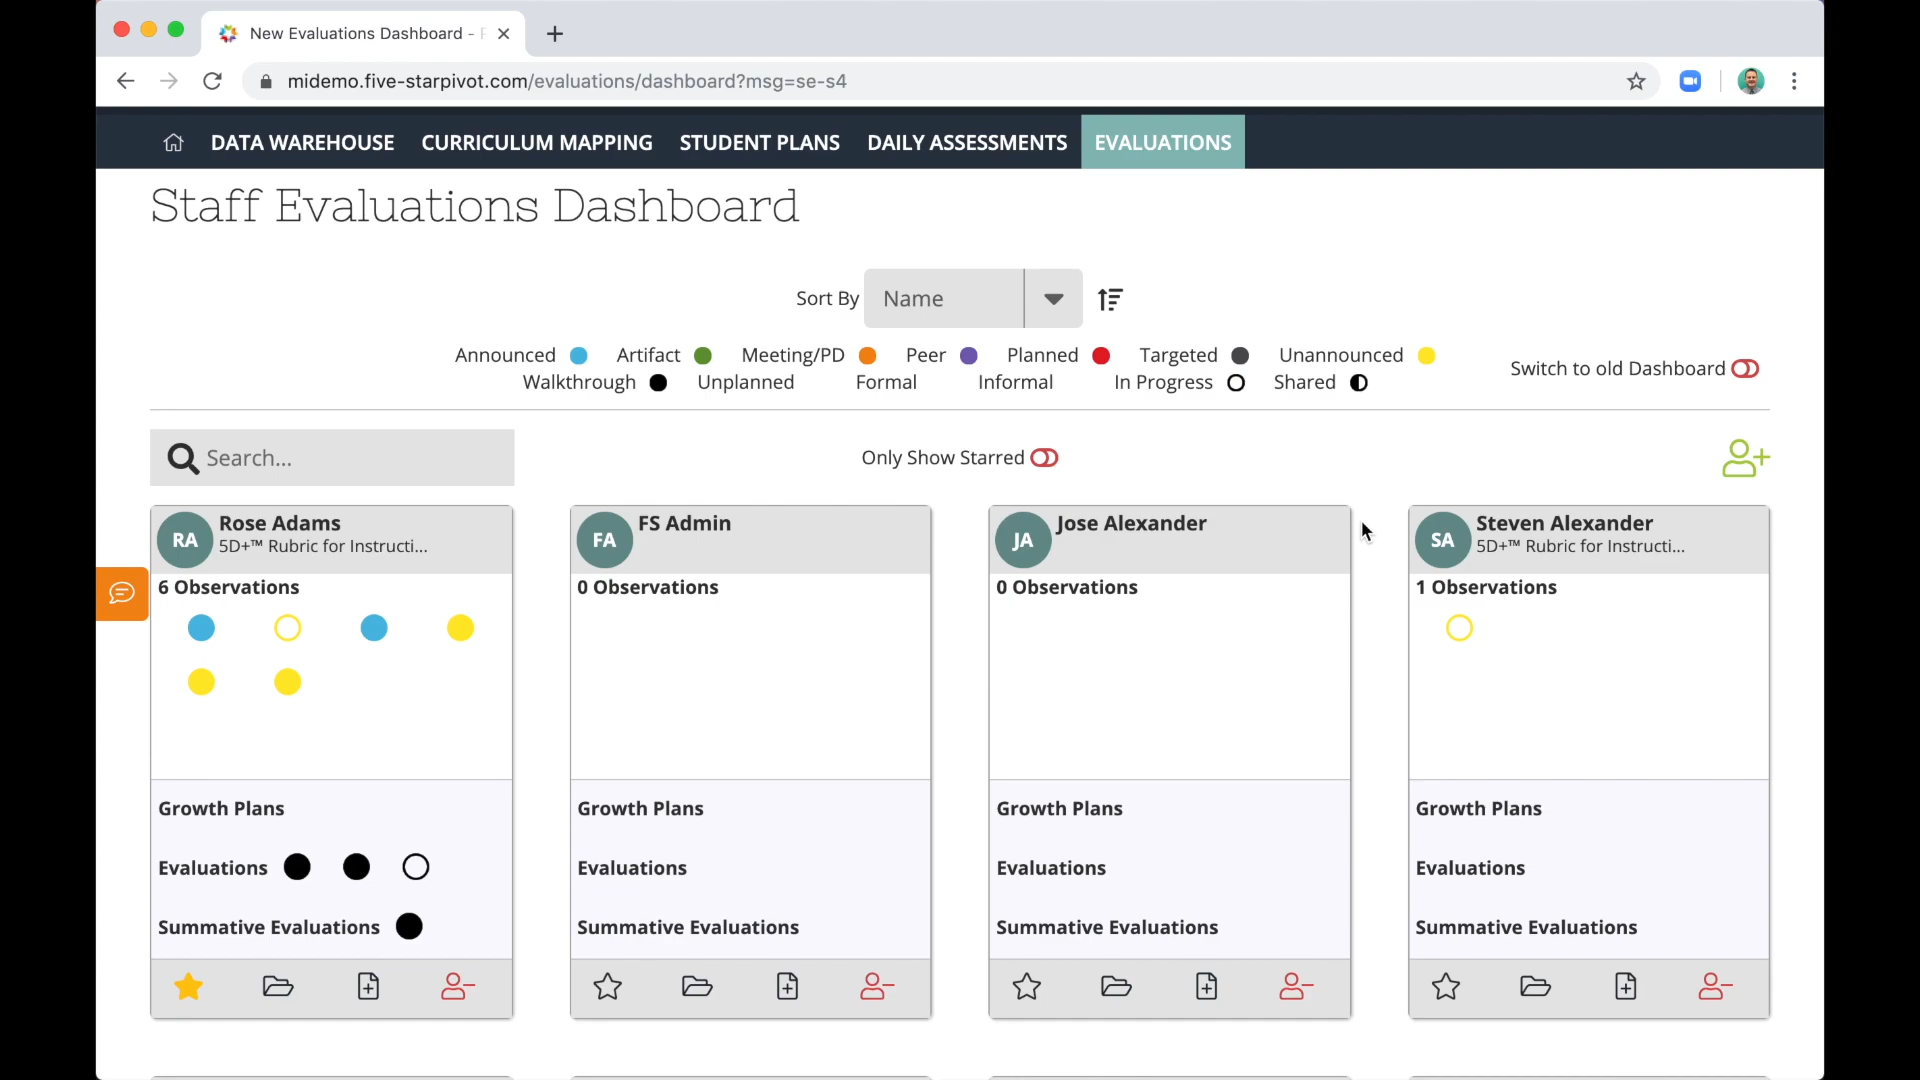 New Evaluations Dashboard -
midemo.five-starpivot.com/evaluations/dashboard?msg=se-s4
DATA WAREHOUSE CURRICULUM MAPPING STUDENT PLANS DAILY ASSESSMENTS EVALUATIONS
Staff Evaluations Dashboard
Sort By Name
Announced Artifact Meeting/PD Peer Planned Targeted Unannounced
Walkthrough Unplanned Formal Informal In Progress Shared
Switch to old Dashboard
Search...
Only Show Starred
RA
Rose Adams
5D+™ Rubric for Instructi...
6 Observations
Growth Plans
Evaluations
Summative Evaluations
FA
FS Admin
0 Observations
Growth Plans
Evaluations
Summative Evaluations
JA
Jose Alexander
0 Observations
Growth Plans
Evaluations
Summative Evaluations
SA
Steven Alexander
5D+™ Rubric for Instructi...
1 Observations
Growth Plans
Evaluations
Summative Evaluations